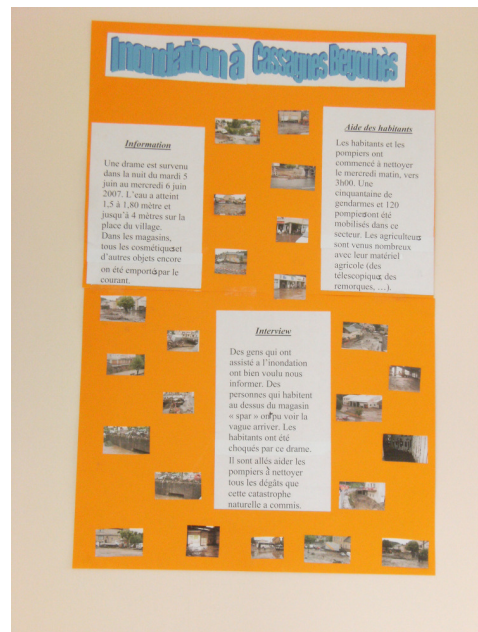 Inondation à Cassagnes Begonhès
Information
Une drame est survenu
dans la nuit du mardi 5
juin au mercredi 6 juin
2007. L'eau a atteint
1,5 à 1,80 mètre et
jusqu'à 4 mètres sur la
place du village.
Dans les magasins,
tous les cosmétiques et
d'autres objets encore
on été emportés par le
courant.
Aide des habitants
Les habitants et les
pompiers ont
commencé à nettoyer
le mercredi matin, vers
3h00. Une
cinquantaine de
gendarmes et 120
pompiers ont été
mobilisés dans ce
secteur. Les agriculteurs
sont venus nombreux
avec leur matériel
agricole (des
télescopiques des
remorques, ...).
Interview
Des gens qui ont
assisté a l'inondation
ont bien voulu nous
informer. Des
personnes qui habitent
au dessus du magasin
« spar » ont pu voir la
vague arriver. Les
habitants ont été
choqués par ce drame.
Il sont allés aider les
pompiers à nettoyer
tous les dégâts que
cette catastrophe
naturelle a commis.